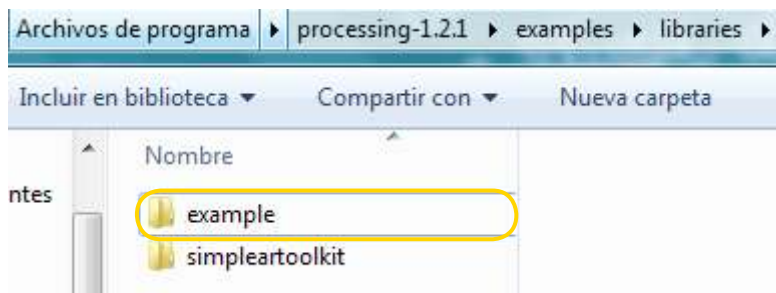 Archivos de programa processing-1.2.1 examples libraries
Incluir en biblioteca Compartir con Nueva carpeta
Nombre
ntes
example
simpleartoolkit